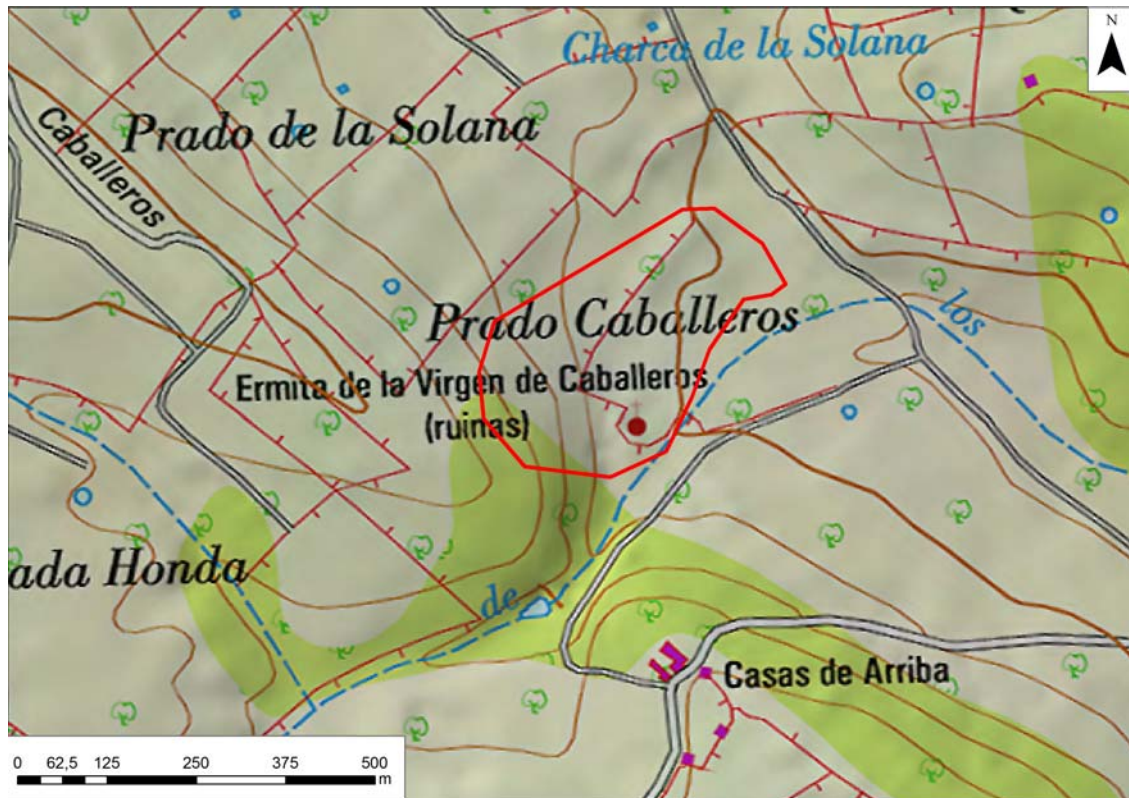 N
Charca de la Solana
Prado de la Solana
Caballeros
los
Prado Caballeros
Ermita de la Virgen de Caballeros
(ruinas)
ada Honda
de
Casas de Arriba
0 62,5 125 250 375 500
m